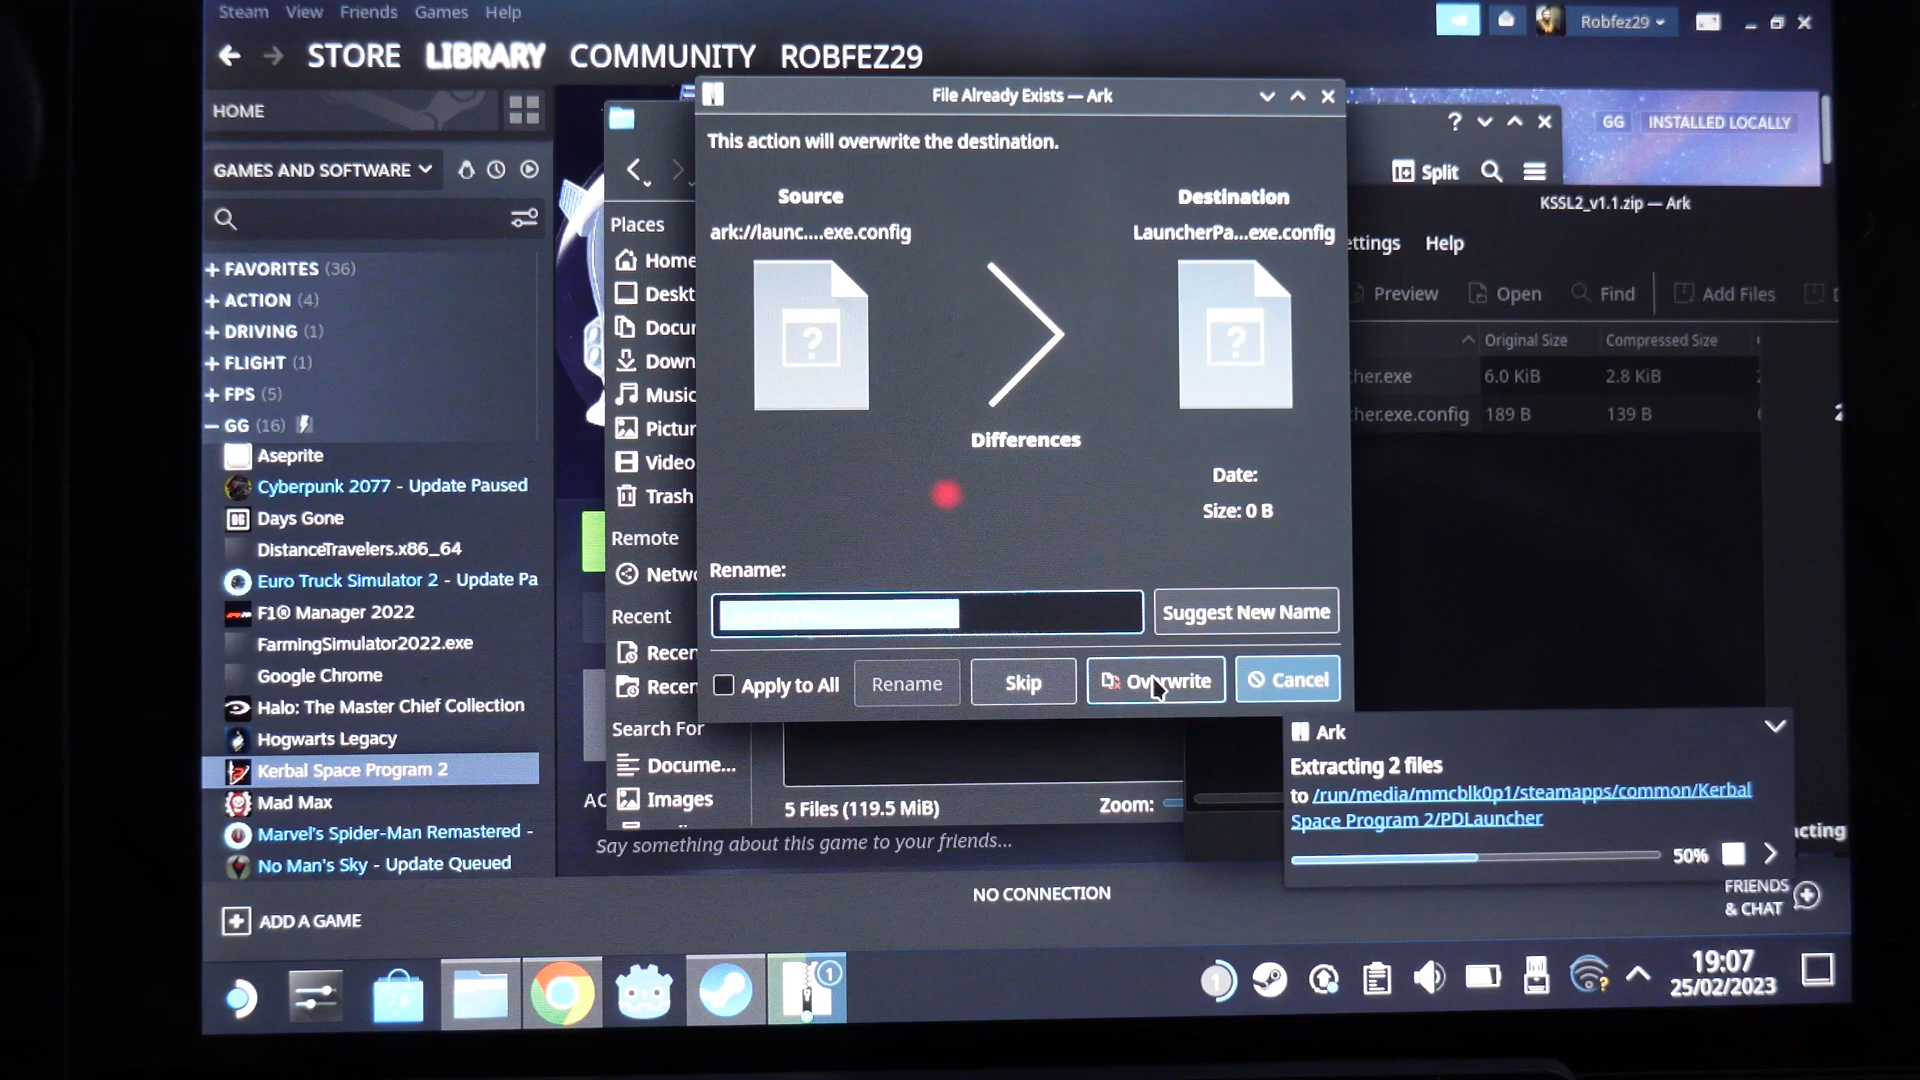 Steam View Friends Games Help
Robfez29
STORE LIBRARY COMMUNITY ROBFEZ29
HOME
GAMES AND SOFTWARE
FAVORITES (36)
ACTION (4)
DRIVING (1)
FLIGHT (1)
FPS (5)
GG (16)
Aseprite
Cyberpunk 2077 - Update Paused
Days Gone
DistanceTravelers.x86_64
Euro Truck Simulator 2 - Update Pa
F1® Manager 2022
FarmingSimulator2022.exe
Google Chrome
Halo: The Master Chief Collection
Hogwarts Legacy
Kerbal Space Program 2
Mad Max
Marvel's Spider-Man Remastered -
No Man's Sky - Update Queued
ADD A GAME
Places
Home
Deskt
Docur
Down
Music
Pictur
Video
Trash
Remote
Netwo
Recent
Recen
Recen
Search For
Docume...
Images
File Already Exists — Ark
This action will overwrite the destination.
Source
Destination
ark://launc....exe.config
LauncherPa...exe.config
Differences
Date:
Size: 0 B
Rename:
Suggest New Name
Apply to All
Rename
Skip
Overwrite
Cancel
5 Files (119.5 MiB)
Zoom:
Say something about this game to your friends...
NO CONNECTION
GG INSTALLED LOCALLY
Split
KSSL2_v1.1.zip — Ark
ettings Help
Preview Open Find Add Files
Original Size Compressed Size
cher.exe 6.0 KiB 2.8 KiB
cher.exe.config 189 B 139 B
Ark
Extracting 2 files
to /run/media/mmcblk0p1/steamapps/common/Kerbal
Space Program 2/PDLauncher
50%
acting
FRIENDS
& CHAT
1
1
19:07
25/02/2023